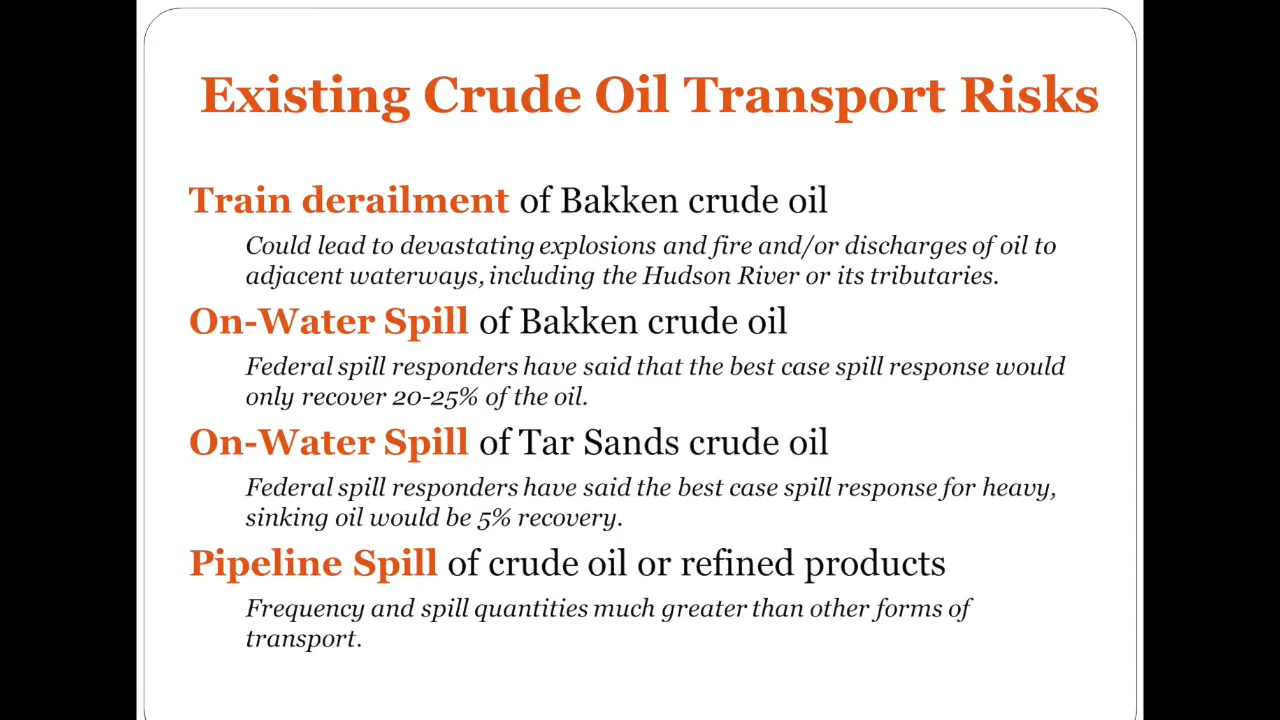 Existing Crude Oil Transport Risks
Train derailment of Bakken crude oil
Could lead to devastating explosions and fire and/or discharges of oil to
adjacent waterways, including the Hudson River or its tributaries.
On-Water Spill of Bakken crude oil
Federal spill responders have said that the best case spill response would
only recover 20-25% of the oil.
On-Water Spill of Tar Sands crude oil
Federal spill responders have said the best case spill response for heavy,
sinking oil would be 5% recovery.
Pipeline Spill of crude oil or refined products
Frequency and spill quantities much greater than other forms of
transport.